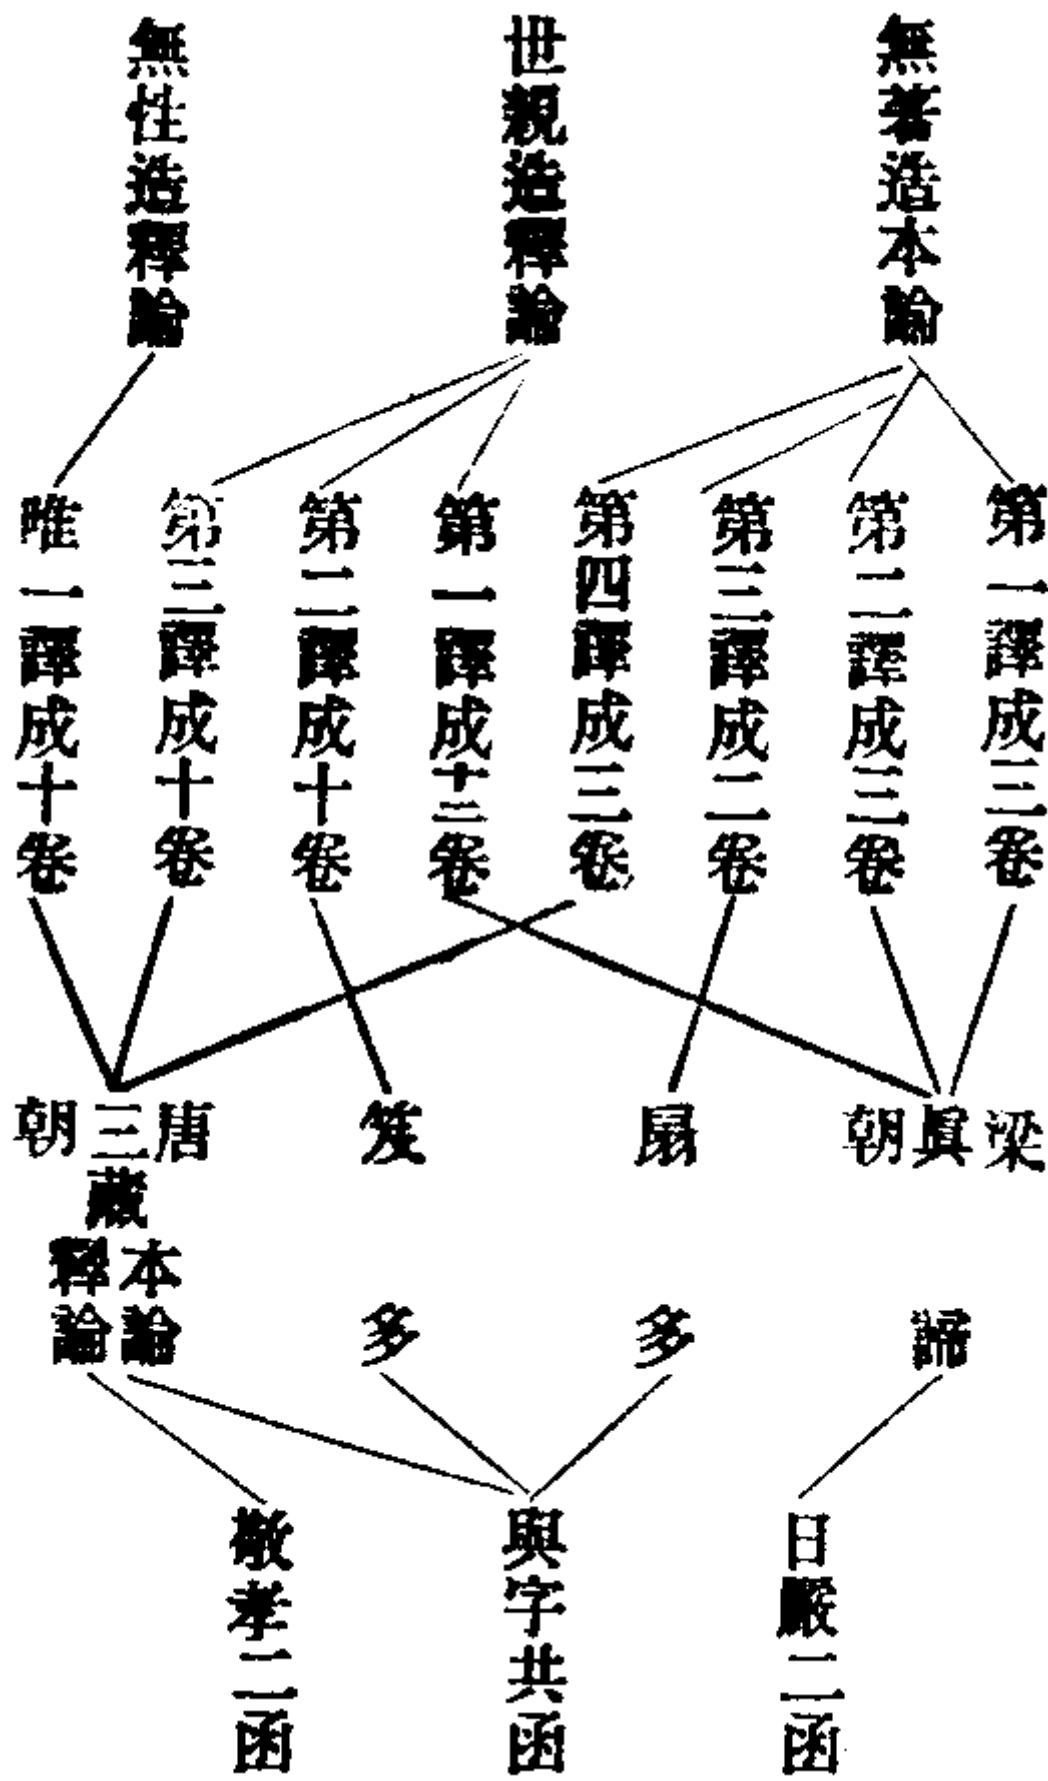 無著造本論
世親造釋論
無性造釋論
第一譯成三卷
第二譯成三卷
第三譯成二卷
第四譯成三卷
第一譯成十三卷
第二譯成十卷
第三譯成十卷
唯一譯成十卷
梁朝眞諦
扇多
笈多
唐朝三藏
本論
釋論
日嚴二函
與字共函
敬孝二函